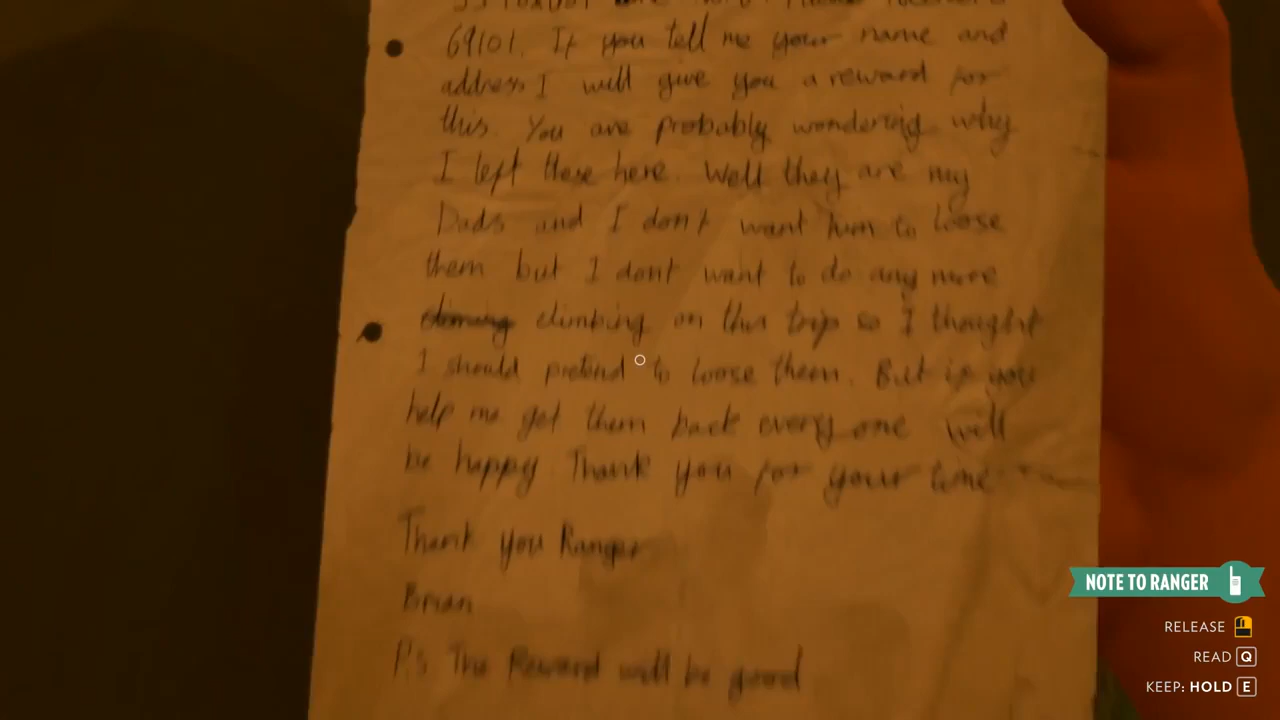 69101. If you tell me your name and
address I will give you a reward for
this. You are probably wondering why
I left these here. Well they are my
Dads and I don't want him to loose
them but I dont want to do any more
climbing on this trip so I thought
I should pretend to loose them. But if you
help me get them back every one will
be happy. Thank you for your time
Thank you Ranger
Brian
P.s The Reward will be good
NOTE TO RANGER
RELEASE
READ Q
KEEP: HOLD E